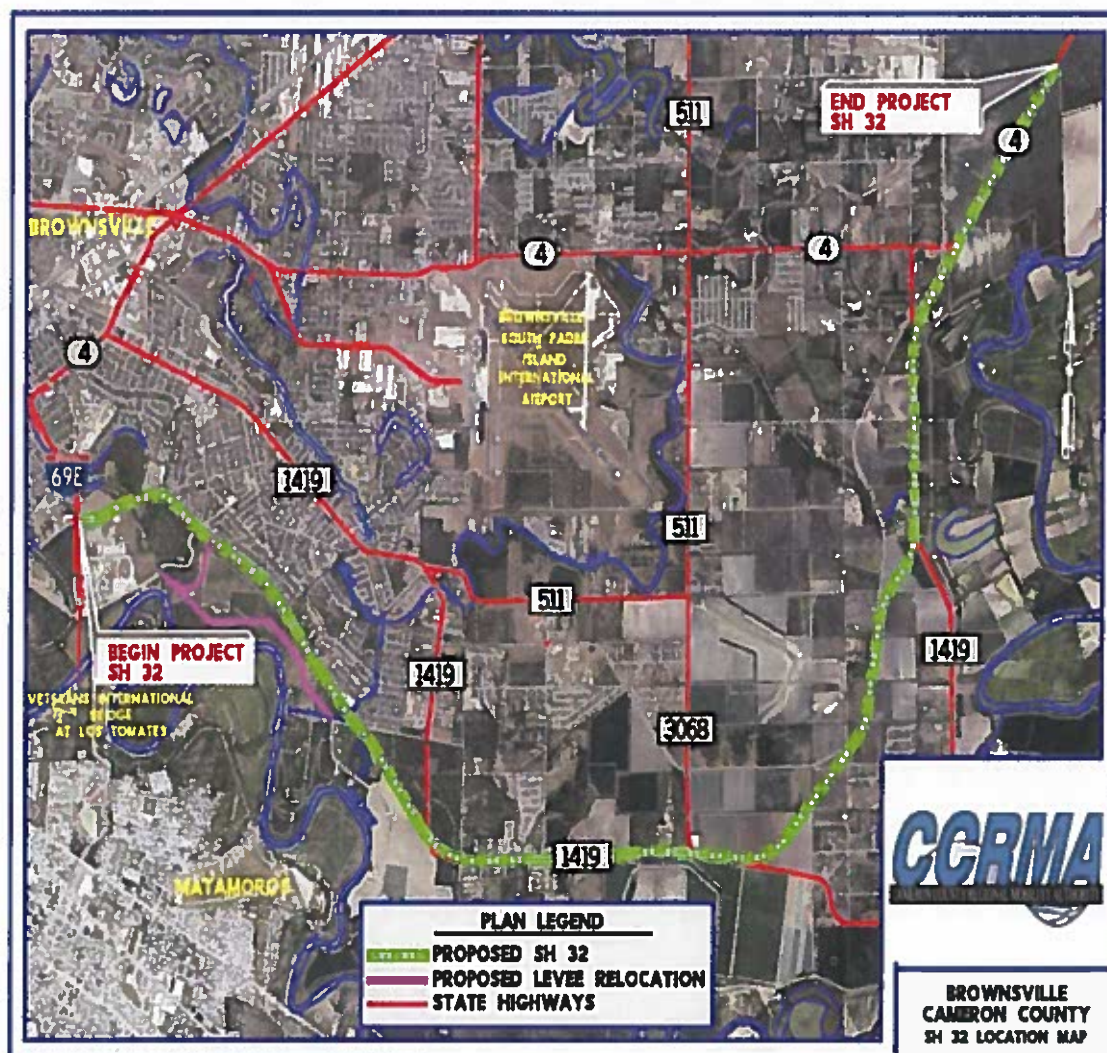 511
END PROJECT
SH 32
4
BROWNSVILLE
4
4
4
BROWNSVILLE
SOUTH PADRE
ISLAND
INTERNATIONAL
AIRPORT
69E
1419
511
511
BEGIN PROJECT
SH 32
1419
1419
VETERANS INTERNATIONAL
BRIDGE
AT LOS TOMATES
3068
1419
MATAMOROS
CCRMA
PLAN LEGEND
PROPOSED SH 32
PROPOSED LEVEE RELOCATION
STATE HIGHWAYS
BROWNSVILLE
CAMERON COUNTY
SH 32 LOCATION MAP